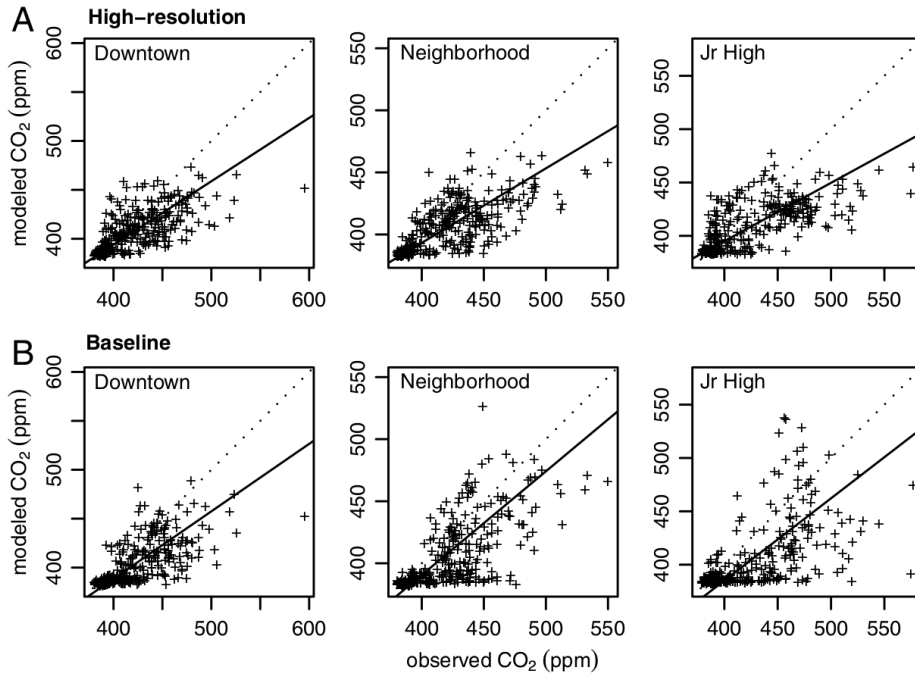 A High−resolution
Downtown
Neighborhood
Jr High
modeled CO2 (ppm)
400 500 600
400 450 500 550
400 450 500 550
400 500 600
400 450 500 550
400 450 500 550
B Baseline
Downtown
Neighborhood
Jr High
modeled CO2 (ppm)
400 500 600
400 450 500 550
400 450 500 550
400 500 600
400 450 500 550
400 450 500 550
observed CO2 (ppm)